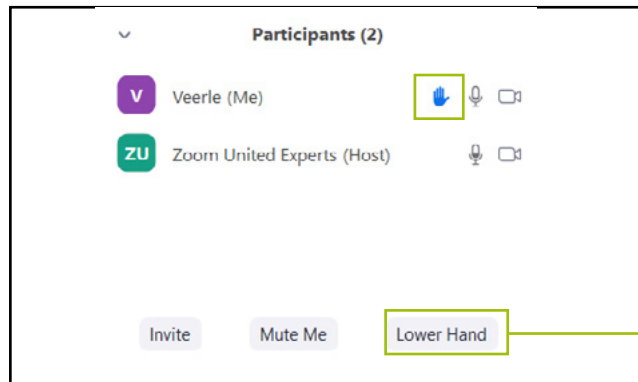 Participants (2)
V Veerle (Me)
ZU Zoom United Experts (Host)
Invite Mute Me Lower Hand